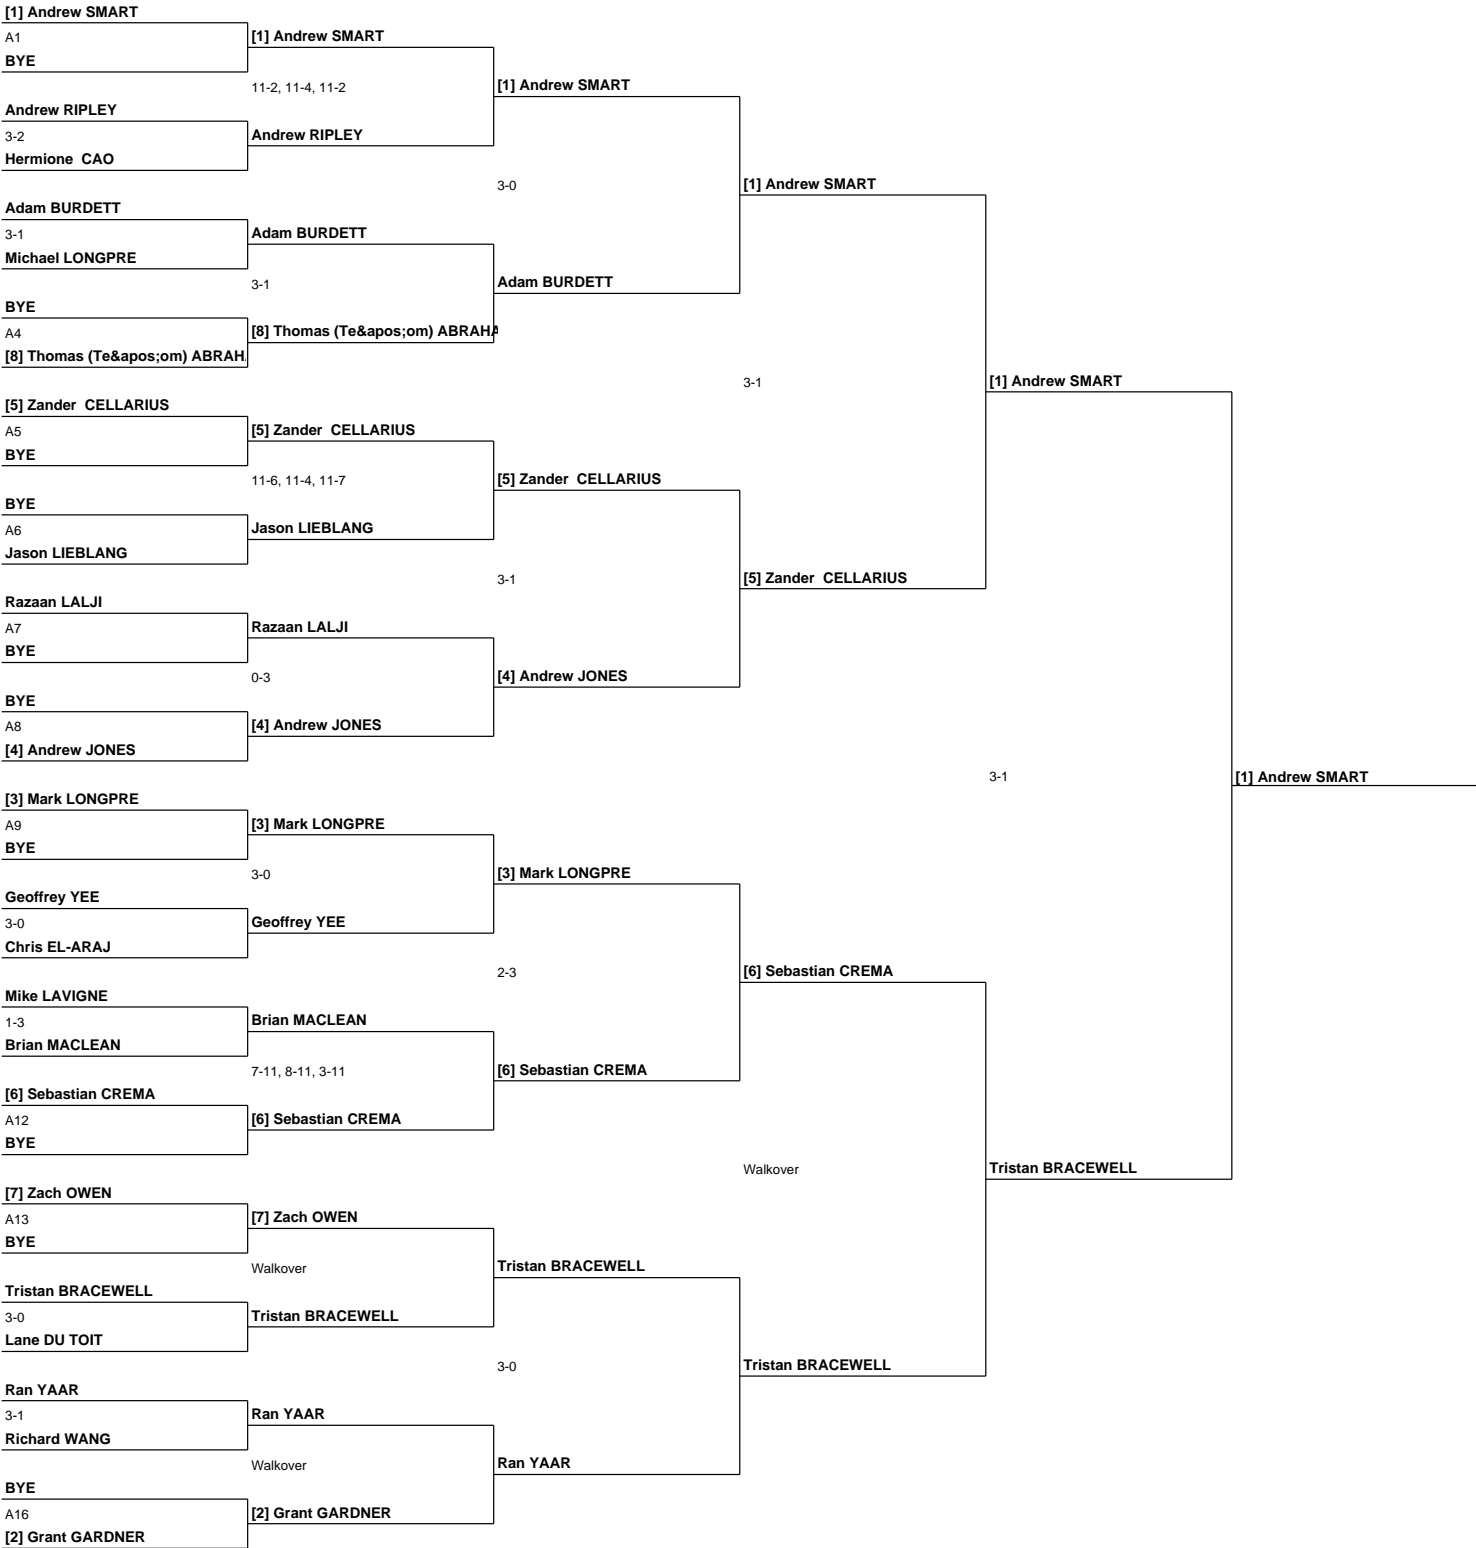 [1] Andrew SMART
A1
BYE
Andrew RIPLEY
3-2
Hermione  CAO
Adam BURDETT
3-1
Michael LONGPRE
BYE
A4
[8] Thomas (Te&apos;om) ABRAH
[5] Zander  CELLARIUS
A5
BYE
BYE
A6
Jason LIEBLANG
Razaan LALJI
A7
BYE
BYE
A8
[4] Andrew JONES
[3] Mark LONGPRE
A9
BYE
Geoffrey YEE
3-0
Chris EL-ARAJ
Mike LAVIGNE
1-3
Brian MACLEAN
[6] Sebastian CREMA
A12
BYE
[7] Zach OWEN
A13
BYE
Tristan BRACEWELL
3-0
Lane DU TOIT
Ran YAAR
3-1
Richard WANG
BYE
A16
[2] Grant GARDNER
[1] Andrew SMART
11-2, 11-4, 11-2
Andrew RIPLEY
Adam BURDETT
3-1
[8] Thomas (Te&apos;om) ABRAHA
[5] Zander  CELLARIUS
11-6, 11-4, 11-7
Jason LIEBLANG
Razaan LALJI
0-3
[4] Andrew JONES
[3] Mark LONGPRE
3-0
Geoffrey YEE
Brian MACLEAN
7-11, 8-11, 3-11
[6] Sebastian CREMA
[7] Zach OWEN
Walkover
Tristan BRACEWELL
Ran YAAR
Walkover
[2] Grant GARDNER
[1] Andrew SMART
3-0
Adam BURDETT
[5] Zander  CELLARIUS
3-1
[4] Andrew JONES
[3] Mark LONGPRE
2-3
[6] Sebastian CREMA
Tristan BRACEWELL
3-0
Ran YAAR
[1] Andrew SMART
3-1
[5] Zander  CELLARIUS
[6] Sebastian CREMA
Walkover
Tristan BRACEWELL
[1] Andrew SMART
3-1
Tristan BRACEWELL
[1] Andrew SMART